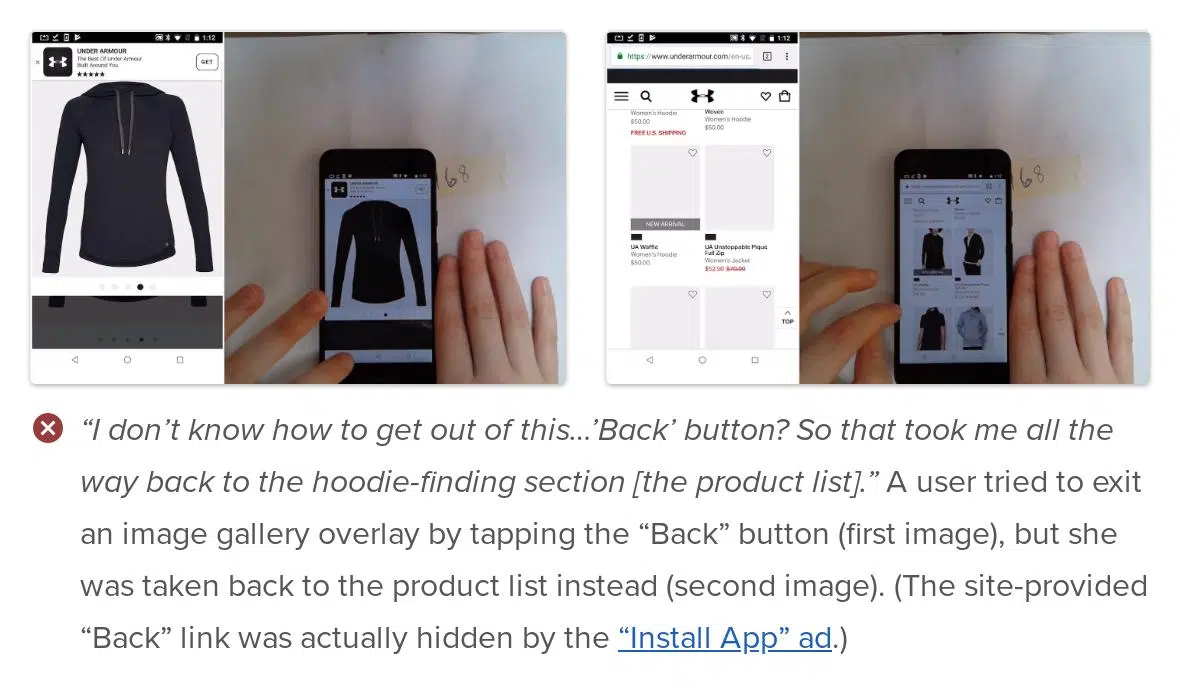 1:12
UNDER ARMOUR
The Best Of Under Armour
Built Around You
GET
1:12
https://www.underarmour.com/en-us
2
Women's Hoodie
$50.00
FREE U.S. SHIPPING
Woven
Women's Hoodie
$50.00
NEW ARRIVAL
UA Waffle
Women's Hoodie
$50.00
UA Unstoppable Pique
Full Zip
Women's Jacket
$52.50 $70.00
TOP
168
168
“I don’t know how to get out of this...’Back’ button? So that took me all the
way back to the hoodie-finding section [the product list].” A user tried to exit
an image gallery overlay by tapping the “Back” button (first image), but she
was taken back to the product list instead (second image). (The site-provided
“Back” link was actually hidden by the “Install App” ad.)